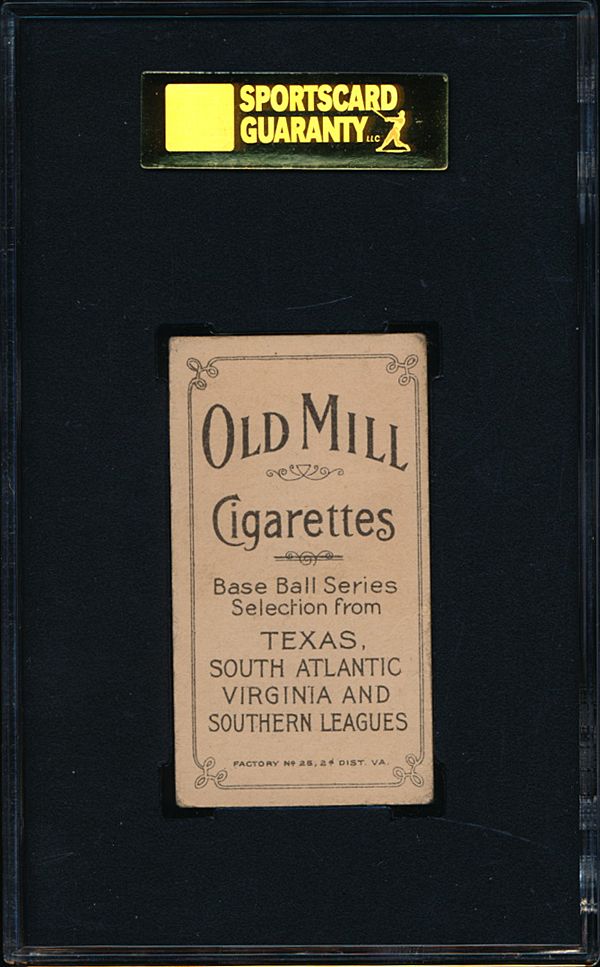 SPORTSCARD
GUARANTY LLC
OLD MILL
Cigarettes
Base Ball Series
Selection from
TEXAS,
SOUTH ATLANTIC
VIRGINIA AND
SOUTHERN LEAGUES
FACTORY Nº 25, 2ᵈ DIST. VA.